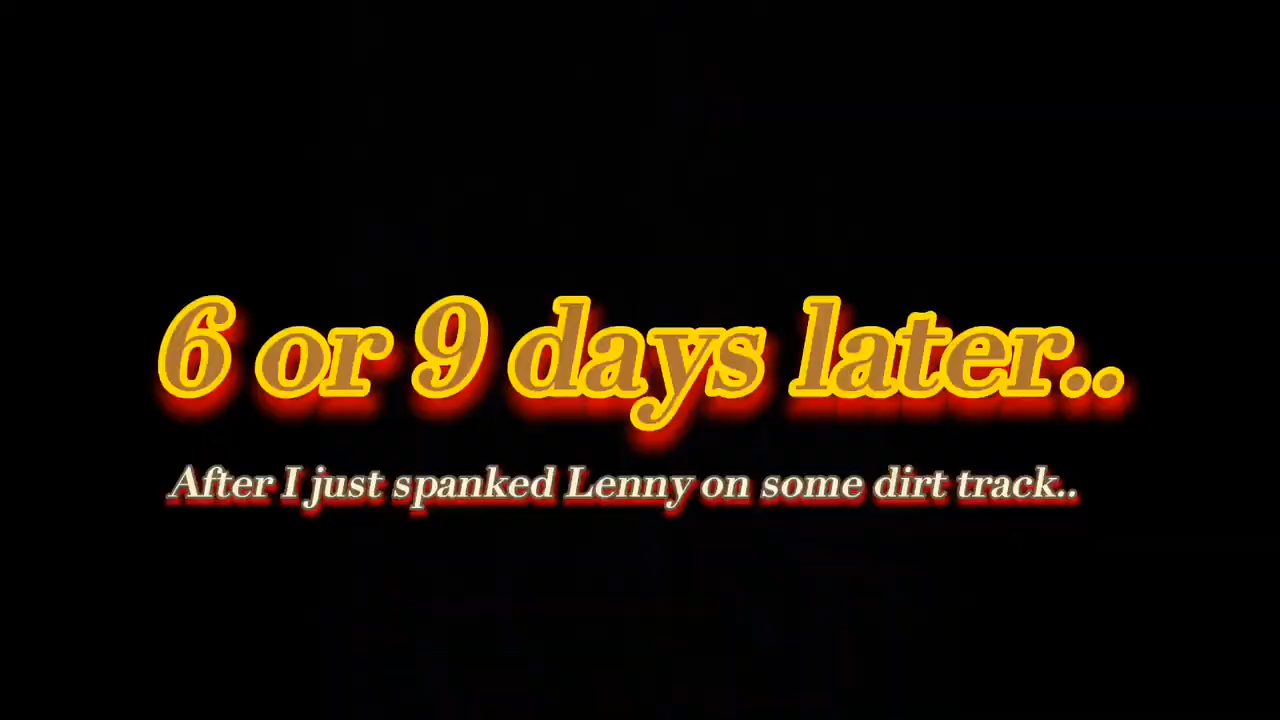 6 or 9 days later..
After I just spanked Lenny on some dirt track..